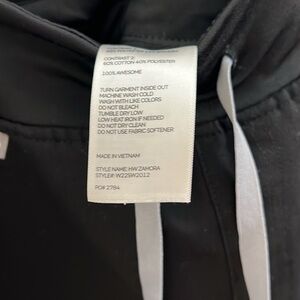 CONTRAST 2:
60% COTTON 40% POLYESTER
100% AWESOME
TURN GARMENT INSIDE OUT
MACHINE WASH COLD
WASH WITH LIKE COLORS
DO NOT BLEACH
TUMBLE DRY LOW
LOW HEAT IRON IF NEEDED
DO NOT DRY CLEAN
DO NOT USE FABRIC SOFTENER
MADE IN VIETNAM
STYLE NAME: HW ZAMORA
STYLE#: W22SW2012
PO# 2784